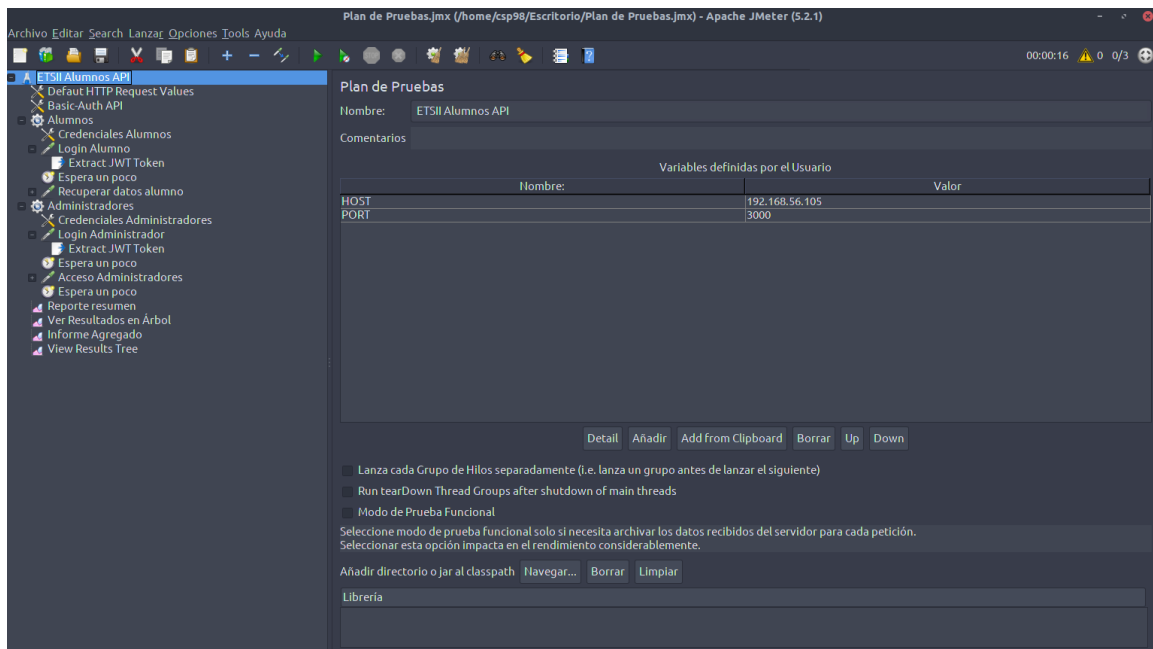 Plan de Pruebas.jmx (/home/csp98/Escritorio/Plan de Pruebas.jmx) - Apache JMeter (5.2.1)
Archivo Editar Search Lanzar Opciones Tools Ayuda
00:00:16 0 0/3
ETSII Alumnos API
Defaut HTTP Request Values
Basic-Auth API
Alumnos
Credenciales Alumnos
Login Alumno
Extract JWT Token
Espera un poco
Recuperar datos alumno
Administradores
Credenciales Administradores
Login Administrador
Extract JWT Token
Espera un poco
Acceso Administradores
Espera un poco
Reporte resumen
Ver Resultados en Árbol
Informe Agregado
View Results Tree
Plan de Pruebas
Nombre: ETSII Alumnos API
Comentarios
Variables definidas por el Usuario
Nombre: Valor
HOST 192.168.56.105
PORT 3000
Detail Añadir Add from Clipboard Borrar Up Down
Lanza cada Grupo de Hilos separadamente (i.e. lanza un grupo antes de lanzar el siguiente)
Run tearDown Thread Groups after shutdown of main threads
Modo de Prueba Funcional
Seleccione modo de prueba funcional solo si necesita archivar los datos recibidos del servidor para cada petición.
Seleccionar esta opción impacta en el rendimiento considerablemente.
Añadir directorio o jar al classpath Navegar... Borrar Limpiar
Librería